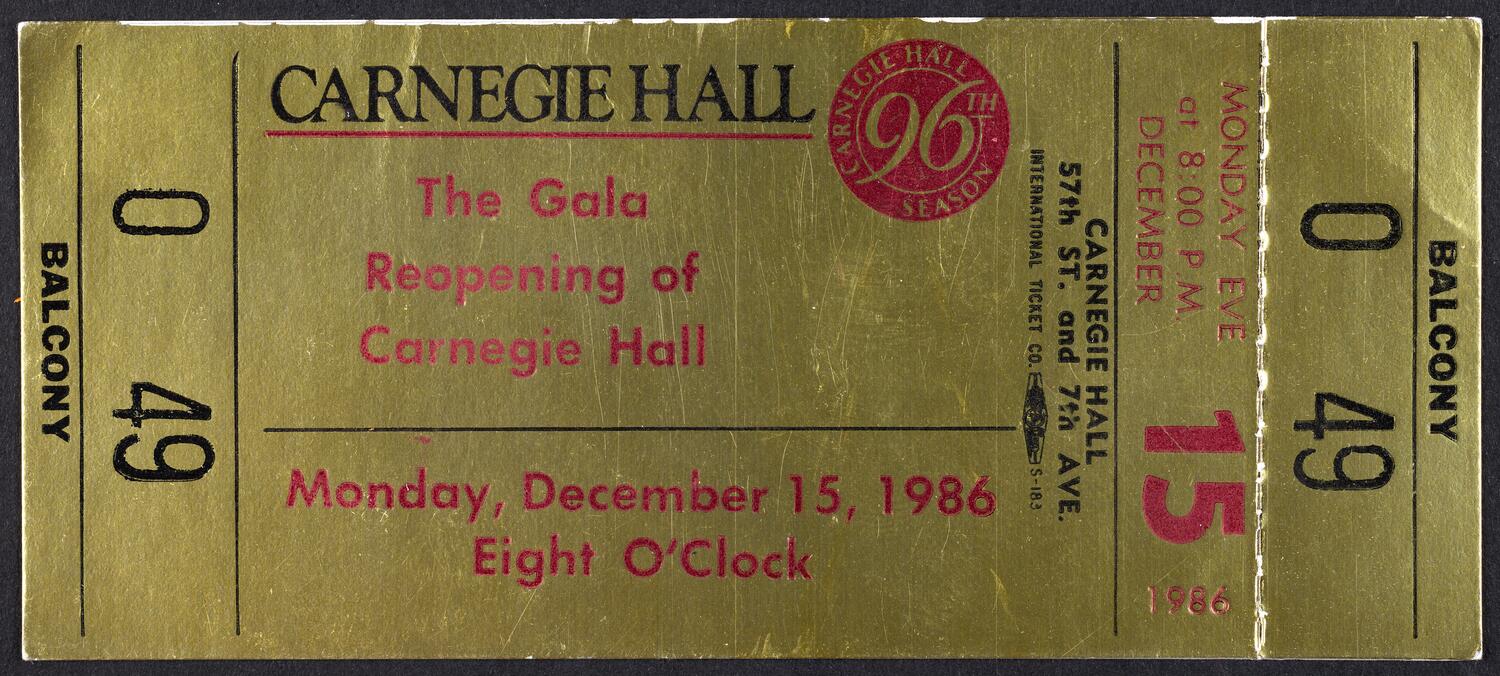 BALCONY
O 49
CARNEGIE HALL
CARNEGIE HALL
96TH
SEASON
The Gala
Reopening of
Carnegie Hall
Monday, December 15, 1986
Eight O'Clock
CARNEGIE HALL
57th ST. and 7th AVE.
INTERNATIONAL TICKET CO. S-183
MONDAY EVE
at 8:00 P.M.
DECEMBER
15
1986
O 49
BALCONY